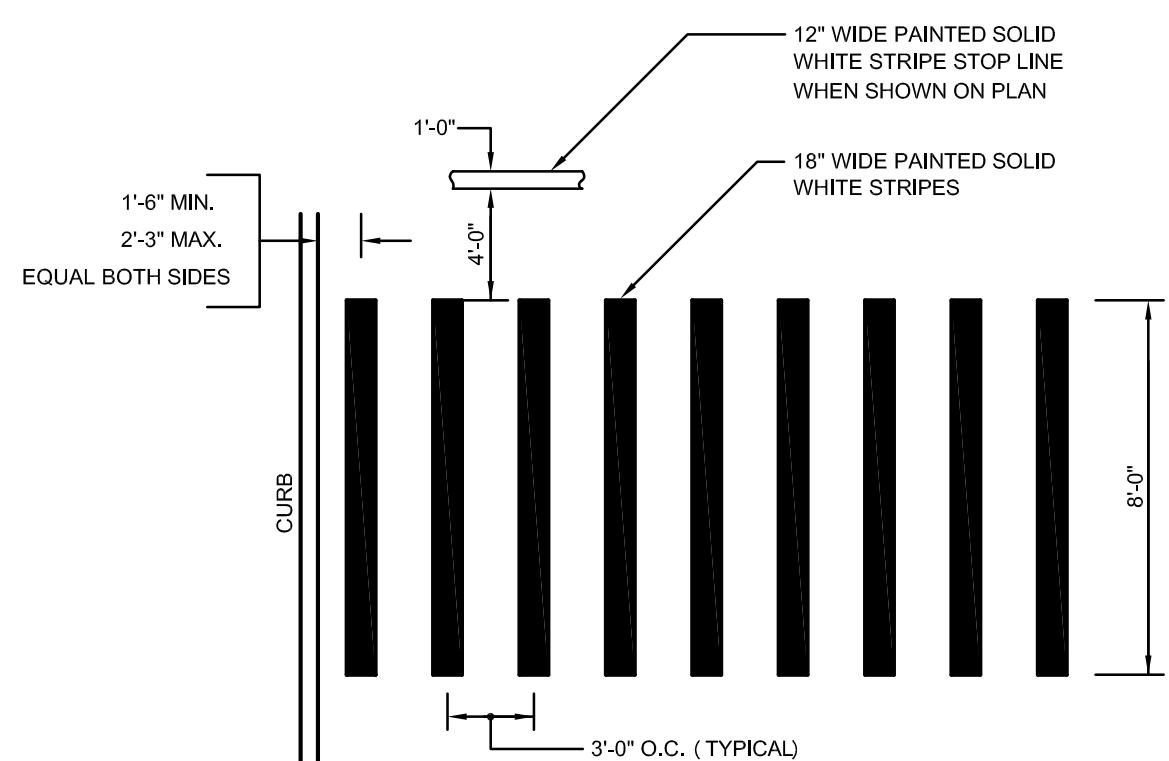 12" WIDE PAINTED SOLID
WHITE STRIPE STOP LINE
WHEN SHOWN ON PLAN
1'-0"
18" WIDE PAINTED SOLID
WHITE STRIPES
1'-6" MIN.
2'-3" MAX.
EQUAL BOTH SIDES
4'-0"
CURB
8'-0"
3'-0" O.C. ( TYPICAL)